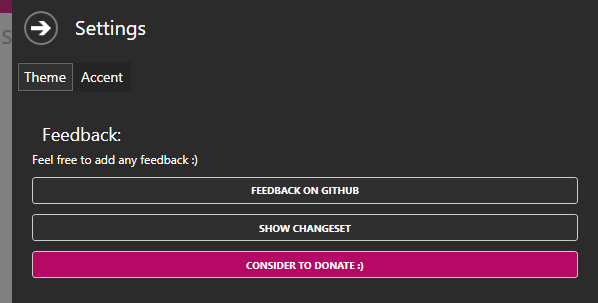 Settings
Theme Accent
Feedback:
Feel free to add any feedback :)
FEEDBACK ON GITHUB
SHOW CHANGESET
CONSIDER TO DONATE :)